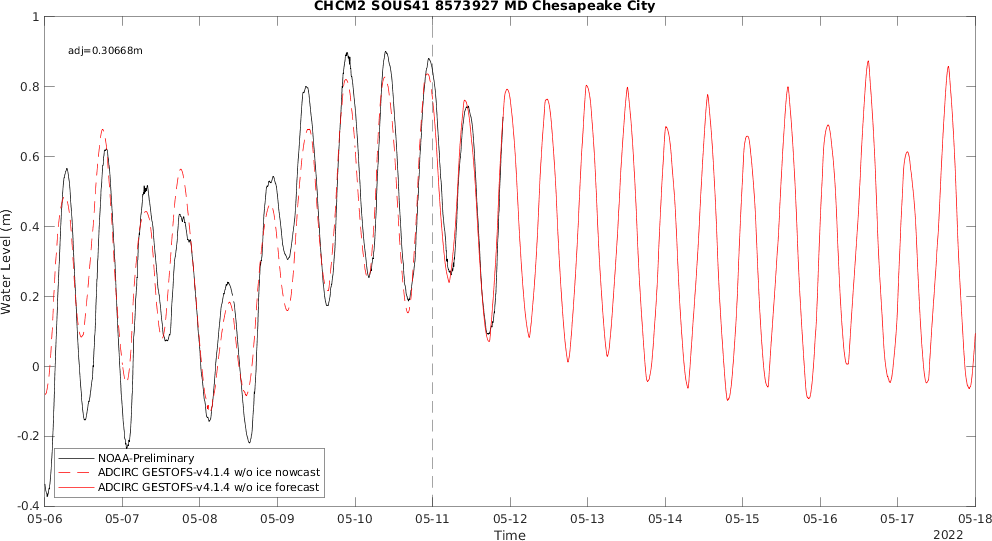 CHCM2 SOUS41 8573927 MD Chesapeake City
adj=0.30668m
Water Level (m)
1
0.8
0.6
0.4
0.2
0
-0.2
-0.4
NOAA-Preliminary
ADCIRC GESTOFS-v4.1.4 w/o ice nowcast
ADCIRC GESTOFS-v4.1.4 w/o ice forecast
05-06 05-07 05-08 05-09 05-10 05-11 05-12 05-13 05-14 05-15 05-16 05-17 05-18
Time
2022